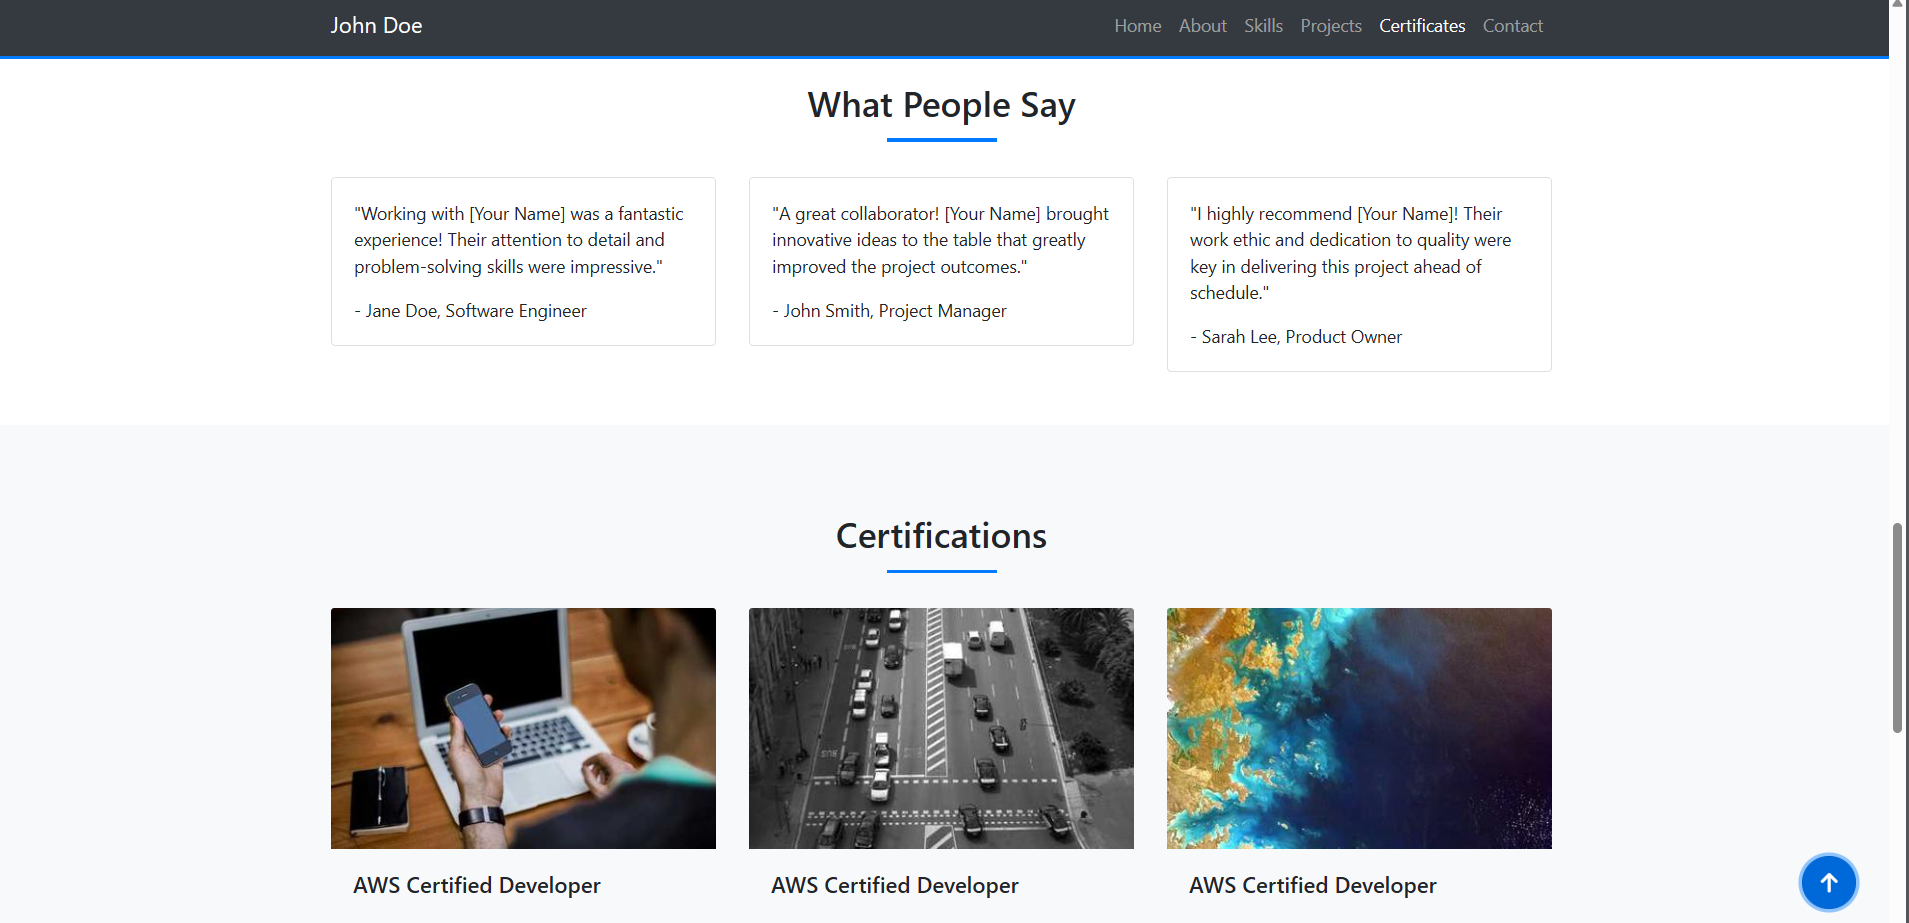 John Doe
Home About Skills Projects Certificates Contact
What People Say
"Working with [Your Name] was a fantastic
experience! Their attention to detail and
problem-solving skills were impressive."
- Jane Doe, Software Engineer
"A great collaborator! [Your Name] brought
innovative ideas to the table that greatly
improved the project outcomes."
- John Smith, Project Manager
"I highly recommend [Your Name]! Their
work ethic and dedication to quality were
key in delivering this project ahead of
schedule."
- Sarah Lee, Product Owner
Certifications
AWS Certified Developer
AWS Certified Developer
AWS Certified Developer